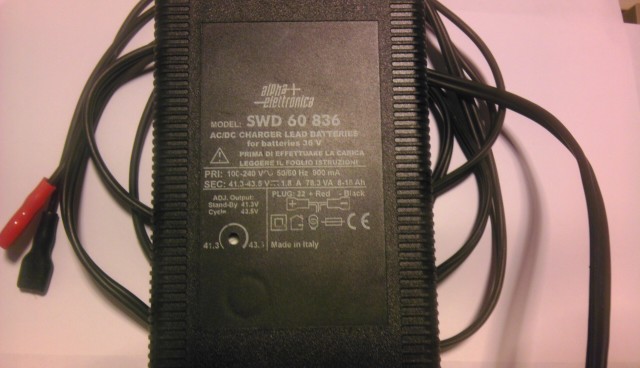 alpha+
elettronica
MODEL: SWD 60 836
AC/DC CHARGER LEAD BATTERIES
for batteries 36 V
PRIMA DI EFFETTUARE LA CARICA
LEGGERE IL FOGLIO ISTRUZIONE
PRI: 100-240 V 50/60 Hz 900 mA
SEC: 41.3-43.8 V 1.8 A 78.3 VA 6-18 Ah
ADJ. Output:
Stand-By 41.3V
Cycle 43.8V
41.3 43.
PLUG: 22 + Red - Black
CE
Made in Italy